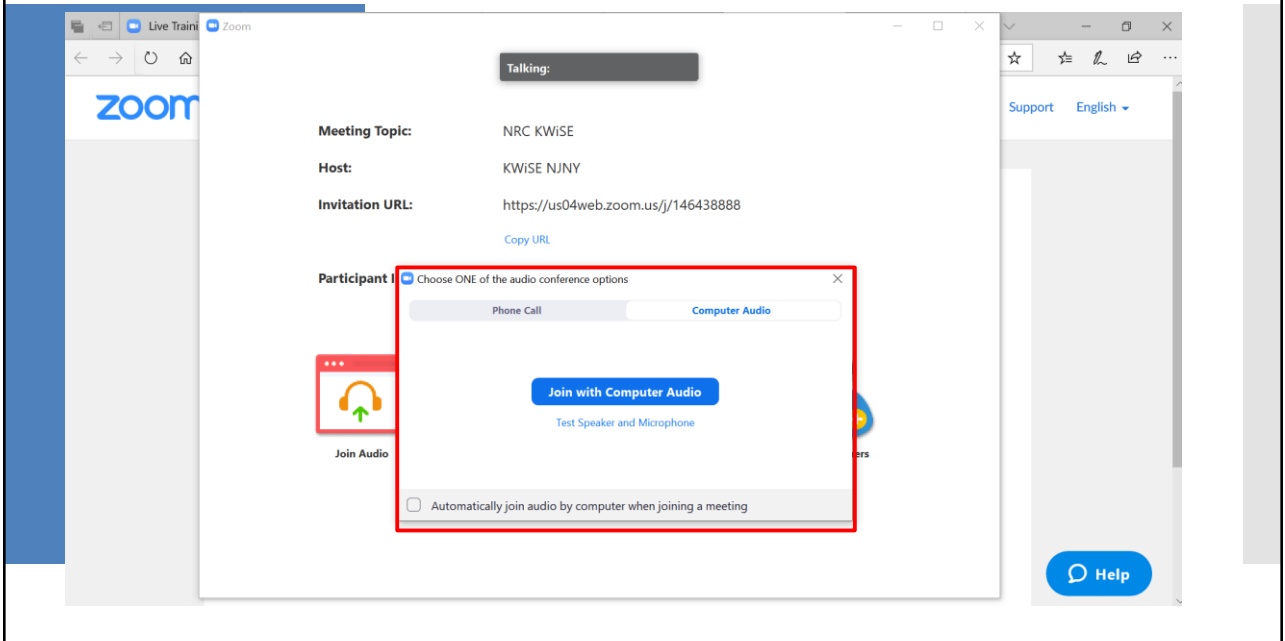 Live Traini
Zoom
Talking:
zoom
Support English
Meeting Topic: NRC KWiSE
Host: KWiSE NJNY
Invitation URL: https://us04web.zoom.us/j/146438888
Copy URL
Participant I
Choose ONE of the audio conference options
Phone Call Computer Audio
Join with Computer Audio
Test Speaker and Microphone
Join Audio
ers
Automatically join audio by computer when joining a meeting
Help